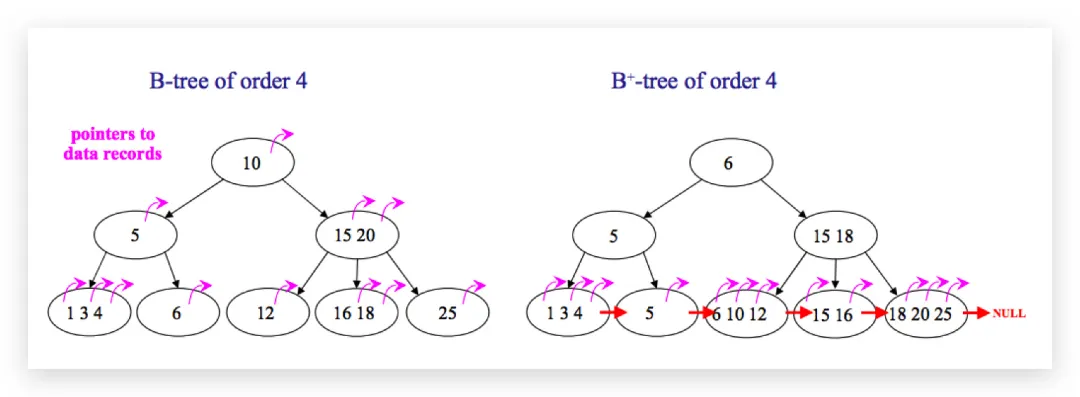 B-tree of order 4
B⁺-tree of order 4
pointers to
data records
10
6
5
15 20
5
15 18
1 3 4
6
12
16 18
25
1 3 4
5
6 10 12
15 16
18 20 25
NULL